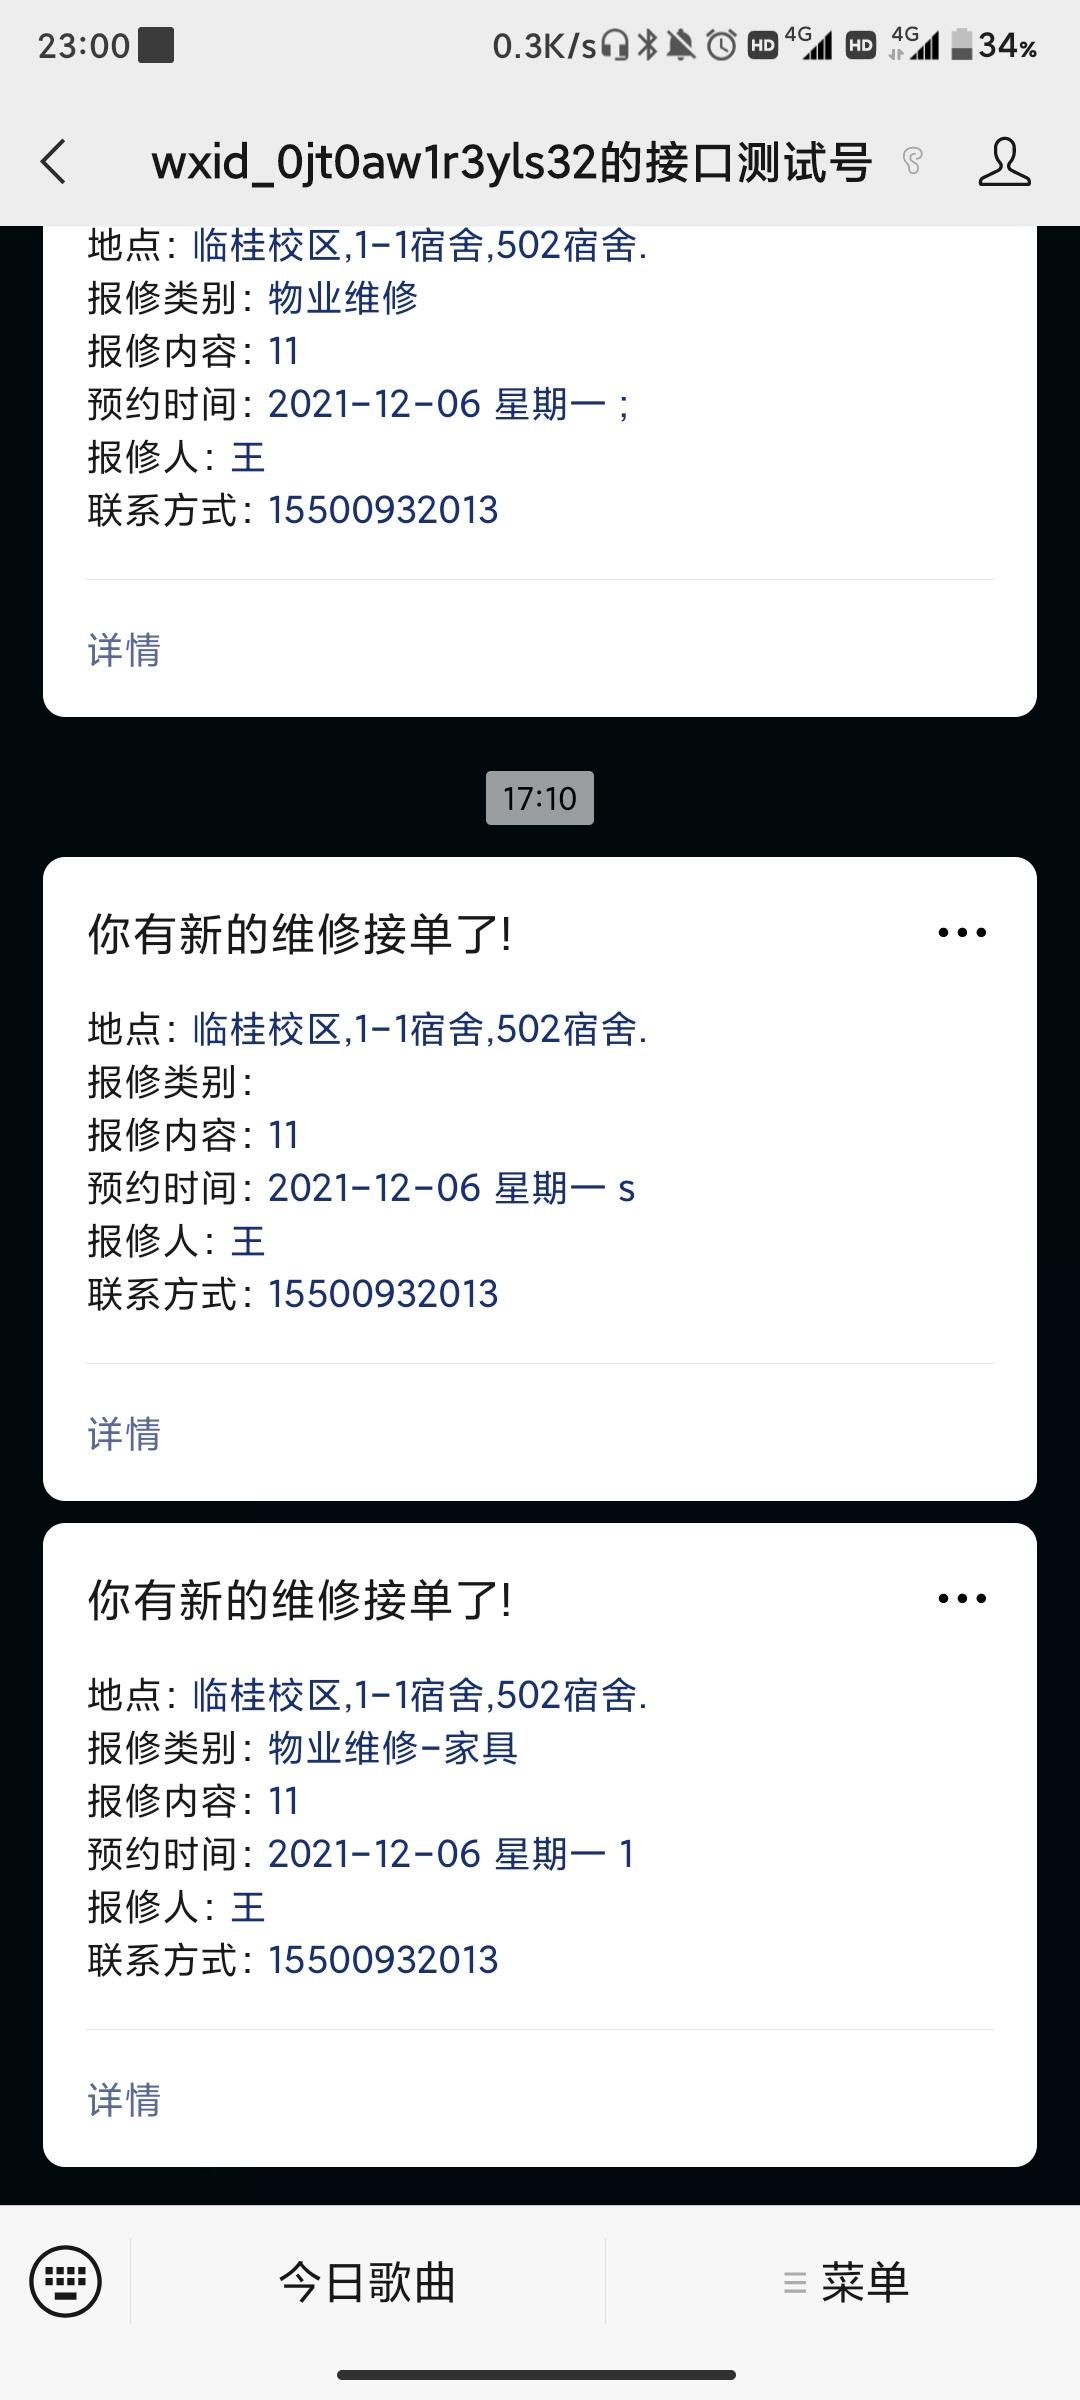 23:00 0.3K/s HD 4G HD 4G 34%
wxid_0jt0aw1r3yls32的接口测试号
地点: 临桂校区,1-1宿舍,502宿舍.
报修类别: 物业维修
报修内容: 11
预约时间: 2021-12-06 星期一 ;
报修人: 王
联系方式: 15500932013
详情
17:10
你有新的维修接单了!
地点: 临桂校区,1-1宿舍,502宿舍.
报修类别:
报修内容: 11
预约时间: 2021-12-06 星期一 s
报修人: 王
联系方式: 15500932013
详情
你有新的维修接单了!
地点: 临桂校区,1-1宿舍,502宿舍.
报修类别: 物业维修-家具
报修内容: 11
预约时间: 2021-12-06 星期一 1
报修人: 王
联系方式: 15500932013
详情
今日歌曲 菜单